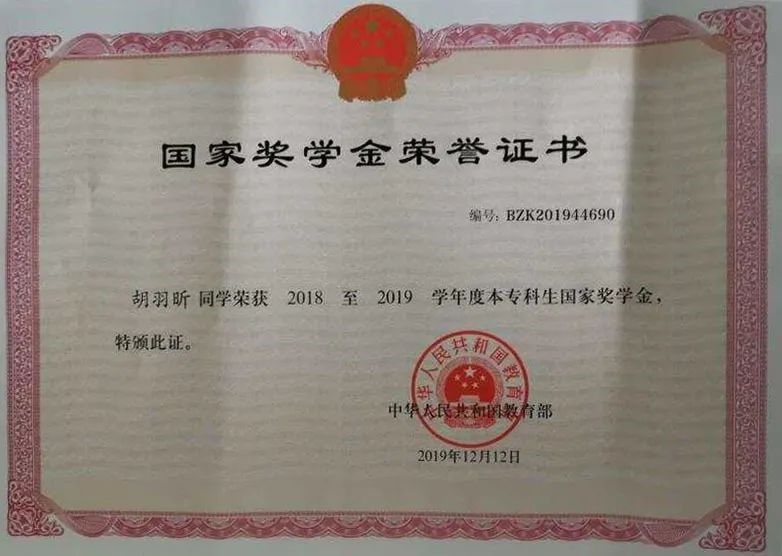 国家奖学金荣誉证书
编号: BZK201944690
胡羽昕 同学荣获 2018 至 2019 学年度本专科生国家奖学金，
特颁此证。
中华人民共和国教育部
中华人民共和国教育部
2019年12月12日